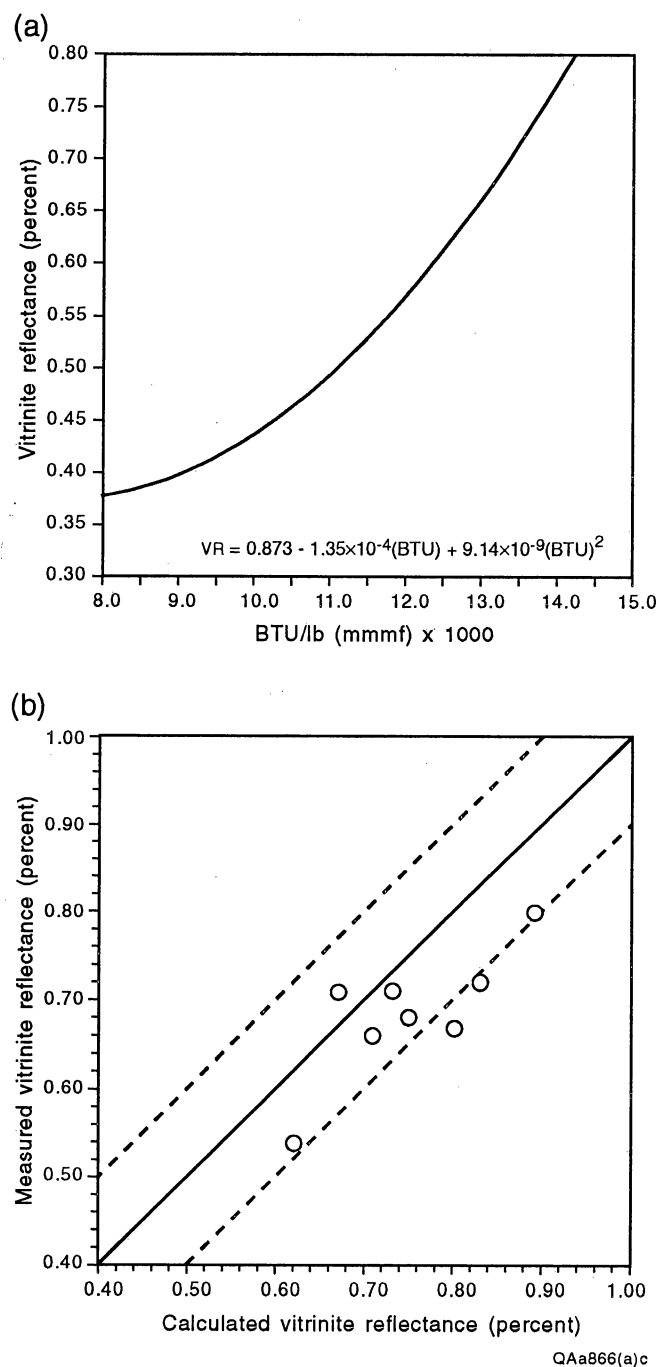 (a)
0.80
0.75
0.70
0.65
0.60
0.55
0.50
0.45
0.40
0.35
0.30
Vitrinite reflectance (percent)
VR = 0.873 - 1.35×10⁻⁴(BTU) + 9.14×10⁻⁹(BTU)²
8.0 9.0 10.0 11.0 12.0 13.0 14.0 15.0
BTU/lb (mmmf) x 1000
(b)
1.00
0.90
0.80
0.70
0.60
0.50
0.40
Measured vitrinite reflectance (percent)
0.40 0.50 0.60 0.70 0.80 0.90 1.00
Calculated vitrinite reflectance (percent)
QAa866(a)c